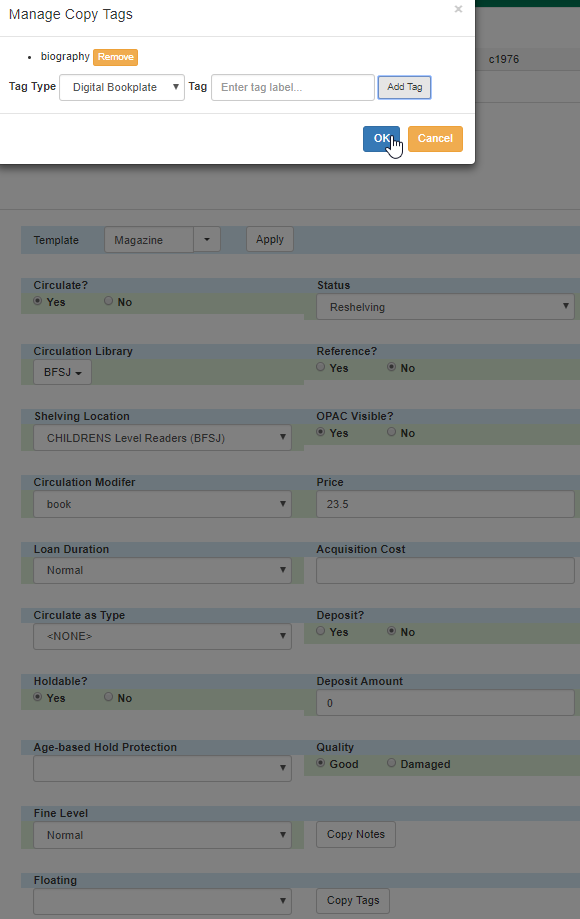 Manage Copy Tags ×
• biography Remove
c1976
Tag Type Digital Bookplate Tag Enter tag label... Add Tag
OK Cancel
Template Magazine Apply
Circulate? Status
Yes No Reshelving
Circulation Library Reference?
BFSJ Yes No
Shelving Location OPAC Visible?
CHILDRENS Level Readers (BFSJ) Yes No
Circulation Modifer Price
book 23.5
Loan Duration Acquisition Cost
Normal
Circulate as Type Deposit?
<NONE> Yes No
Holdable? Deposit Amount
Yes No 0
Age-based Hold Protection Quality
Good Damaged
Fine Level
Normal Copy Notes
Floating
Copy Tags